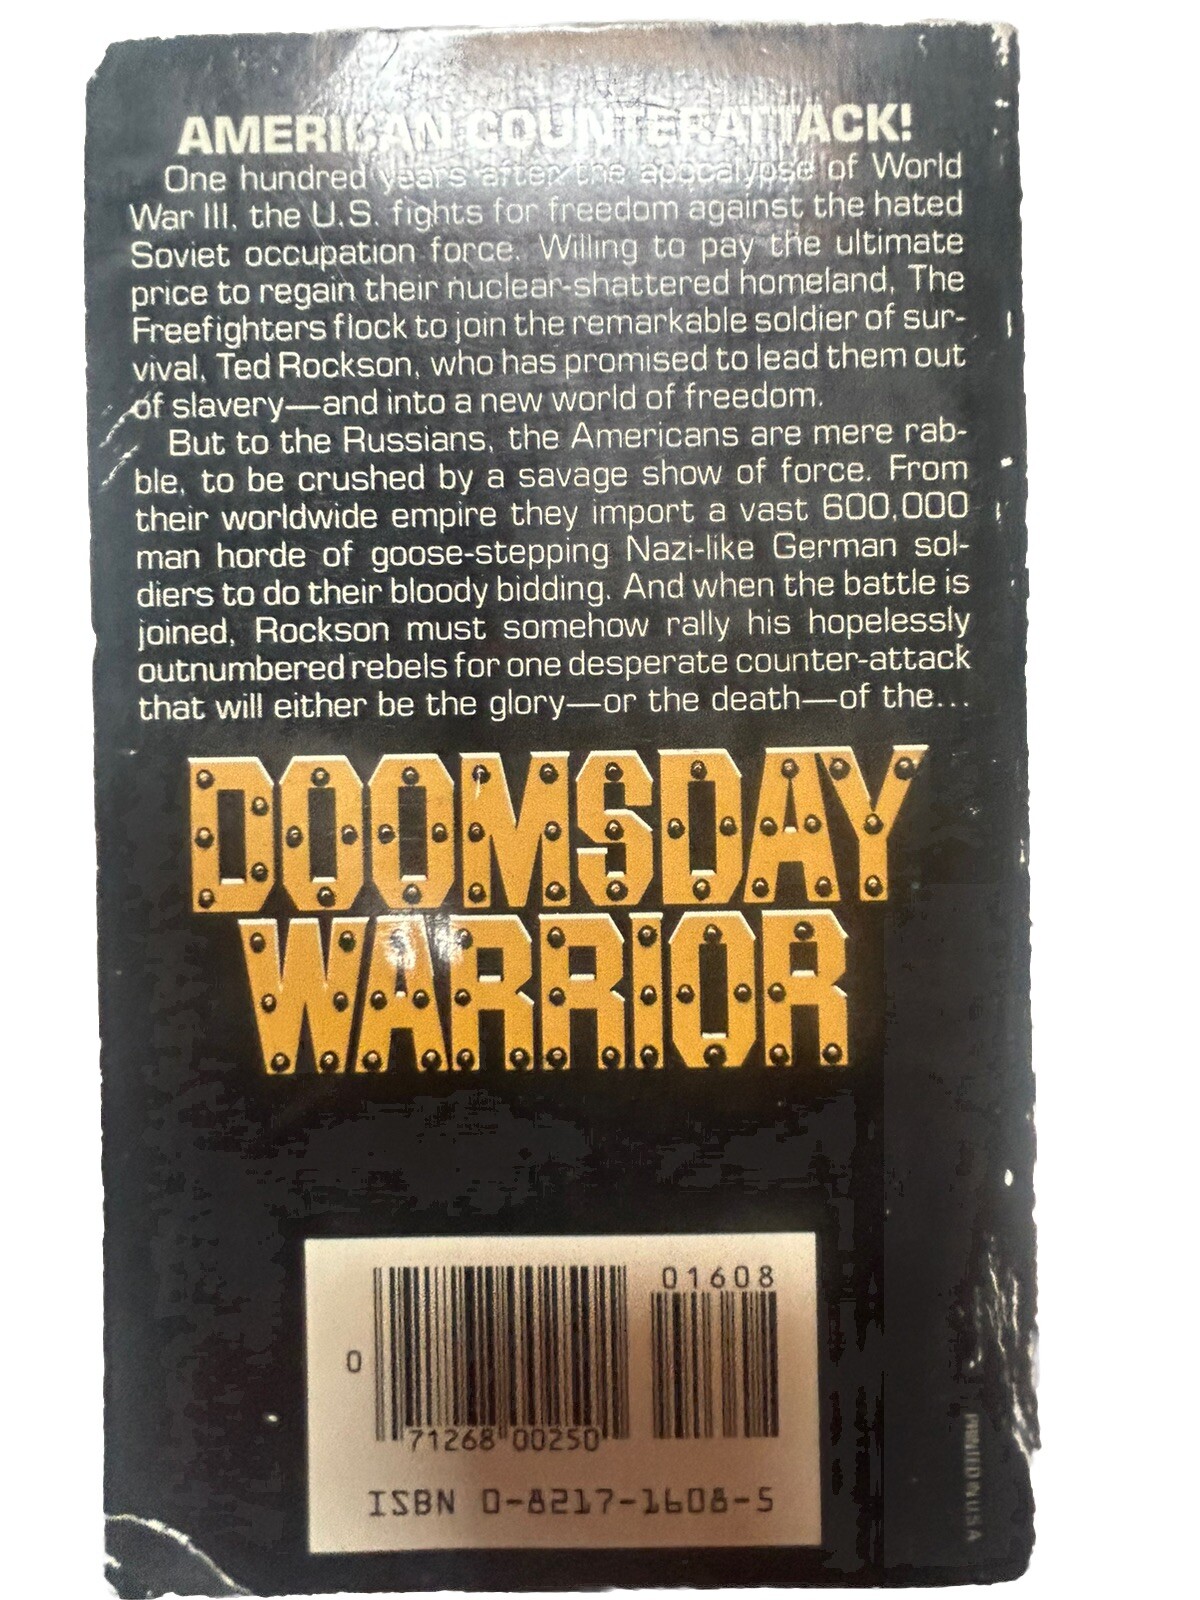 AMERICAN COUNTERATTACK!
One hundred years after the apocalypse of World
War III, the U.S. fights for freedom against the hated
Soviet occupation force. Willing to pay the ultimate
price to regain their nuclear-shattered homeland, The
Freefighters flock to join the remarkable soldier of sur-
vival, Ted Rockson, who has promised to lead them out
of slavery—and into a new world of freedom.
But to the Russians, the Americans are mere rab-
ble, to be crushed by a savage show of force. From
their worldwide empire they import a vast 600,000
man horde of goose-stepping Nazi-like German sol-
diers to do their bloody bidding. And when the battle is
joined, Rockson must somehow rally his hopelessly
outnumbered rebels for one desperate counter-attack
that will either be the glory—or the death—of the...
DOOMSDAY
WARRIOR
01608
0
71268 00250
ISBN 0-8217-1608-5
PRINTED IN USA